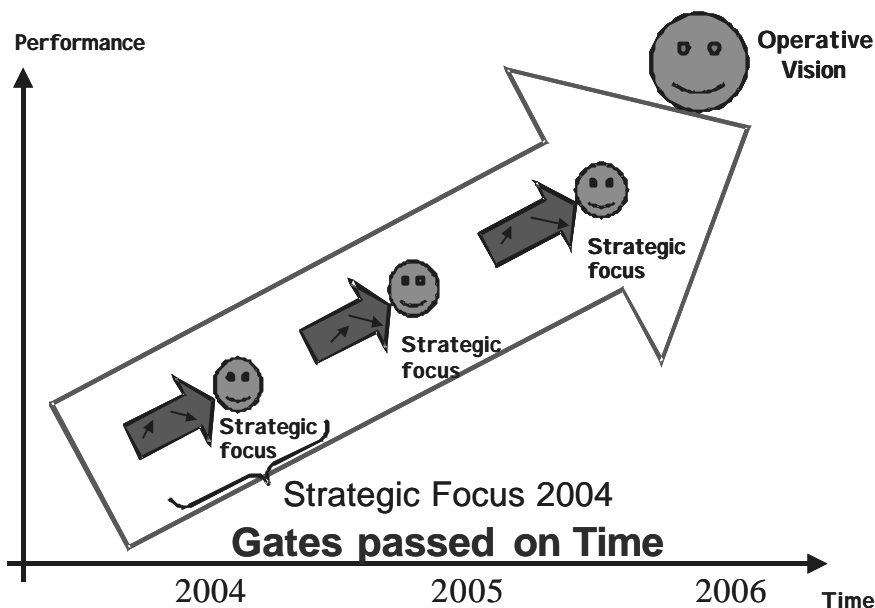 Performance
Operative
Vision
Strategic
focus
Strategic
focus
Strategic
focus
Strategic Focus 2004
Gates passed on Time
2004 2005 2006
Time